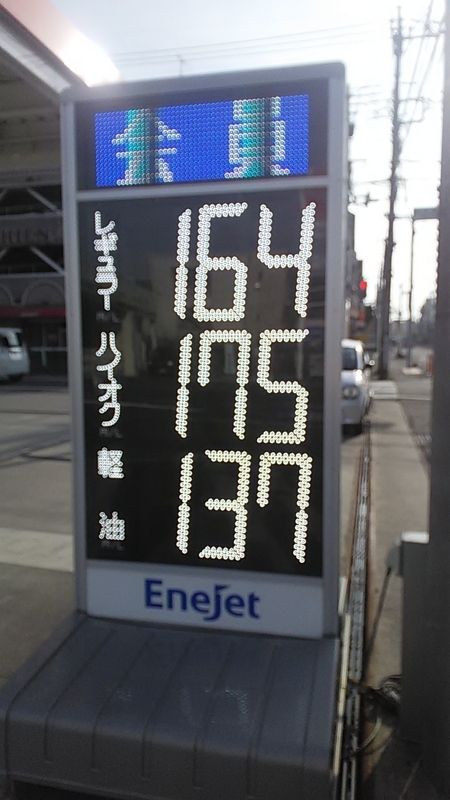 会員
レギュラー 164
ハイオク 175
軽油 137
EneJet